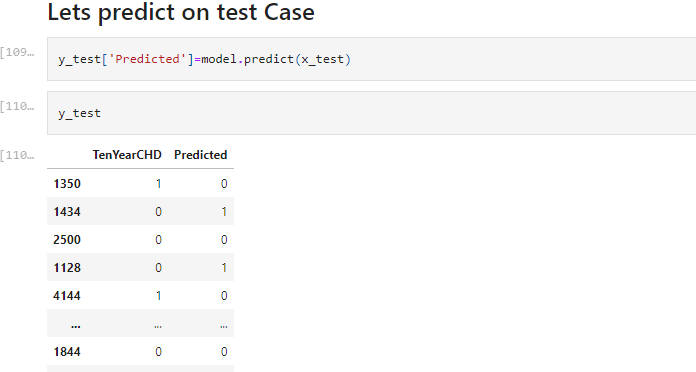 Lets predict on test Case
[109…
y_test['Predicted']=model.predict(x_test)
[110…
y_test
[110…
TenYearCHD Predicted
1350 1 0
1434 0 1
2500 0 0
1128 0 1
4144 1 0
... ... ...
1844 0 0